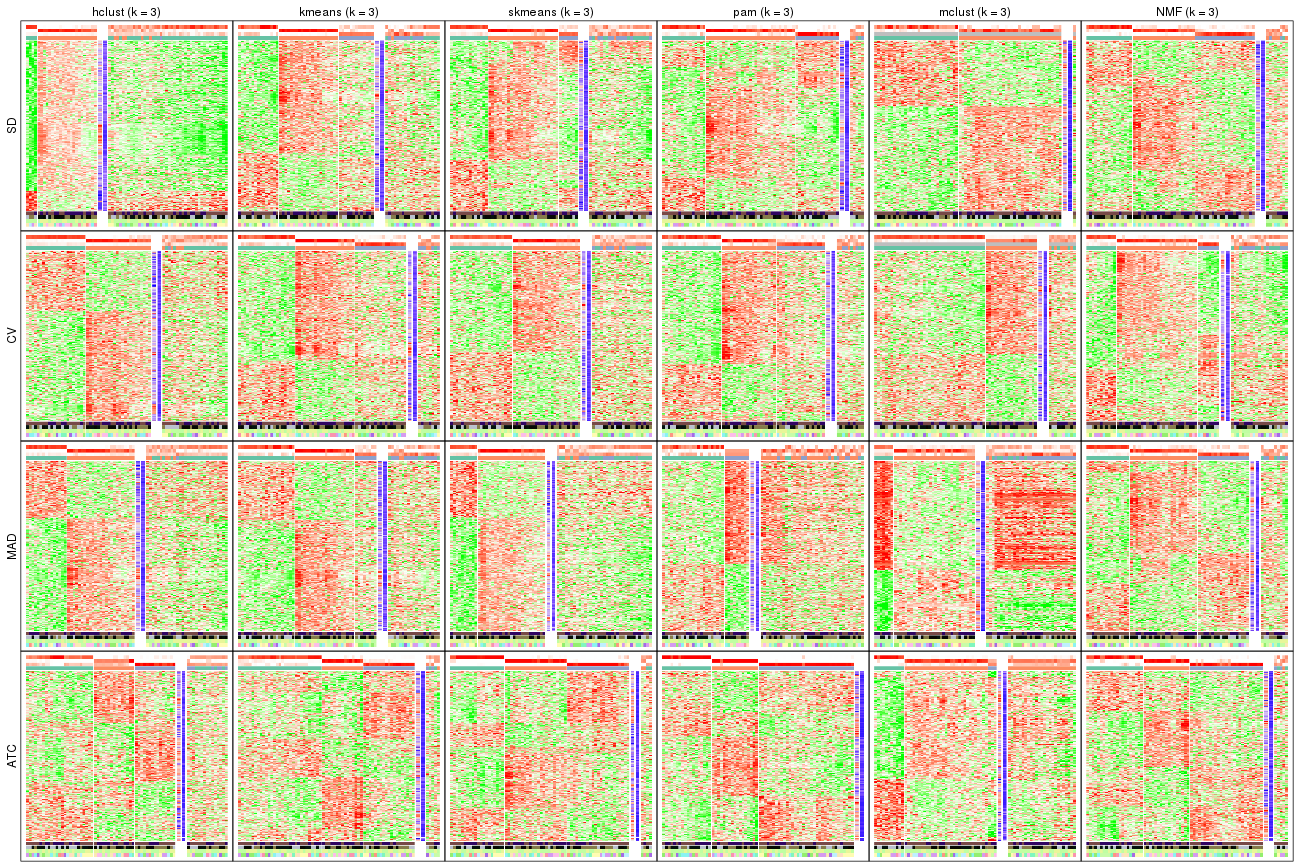 hclust (k = 3) kmeans (k = 3) skmeans (k = 3) pam (k = 3) mclust (k = 3) NMF (k = 3)
SD
CV
MAD
ATC